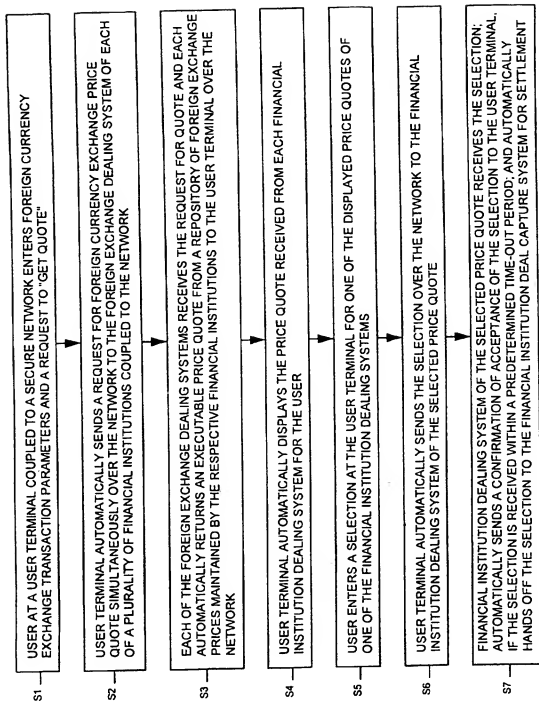 S1
USER AT A USER TERMINAL COUPLED TO A SECURE NETWORK ENTERS FOREIGN CURRENCY
EXCHANGE TRANSACTION PARAMETERS AND A REQUEST TO "GET QUOTE"
S2
USER TERMINAL AUTOMATICALLY SENDS A REQUEST FOR FOREIGN CURRENCY EXCHANGE PRICE
QUOTE SIMULTANEOUSLY OVER THE NETWORK TO THE FOREIGN EXCHANGE DEALING SYSTEM OF EACH
OF A PLURALITY OF FINANCIAL INSTITUTIONS COUPLED TO THE NETWORK
S3
EACH OF THE FOREIGN EXCHANGE DEALING SYSTEMS RECEIVES THE REQUEST FOR QUOTE AND EACH
AUTOMATICALLY RETURNS AN EXECUTABLE PRICE QUOTE FROM A REPOSITORY OF FOREIGN EXCHANGE
PRICES MAINTAINED BY THE RESPECTIVE FINANCIAL INSTITUTIONS TO THE USER TERMINAL OVER THE
NETWORK
S4
USER TERMINAL AUTOMATICALLY DISPLAYS THE PRICE QUOTE RECEIVED FROM EACH FINANCIAL
INSTITUTION DEALING SYSTEM FOR THE USER
S5
USER ENTERS A SELECTION AT THE USER TERMINAL FOR ONE OF THE DISPLAYED PRICE QUOTES OF
ONE OF THE FINANCIAL INSTITUTION DEALING SYSTEMS
S6
USER TERMINAL AUTOMATICALLY SENDS THE SELECTION OVER THE NETWORK TO THE FINANCIAL
INSTITUTION DEALING SYSTEM OF THE SELECTED PRICE QUOTE
S7
FINANCIAL INSTITUTION DEALING SYSTEM OF THE SELECTED PRICE QUOTE RECEIVES THE SELECTION;
AUTOMATICALLY SENDS A CONFIRMATION OF ACCEPTANCE OF THE SELECTION TO THE USER TERMINAL,
IF THE SELECTION IS RECEIVED WITHIN A PREDETERMINED TIME-OUT PERIOD; AND AUTOMATICALLY
HANDS OFF THE SELECTION TO THE FINANCIAL INSTITUTION DEAL CAPTURE SYSTEM FOR SETTLEMENT